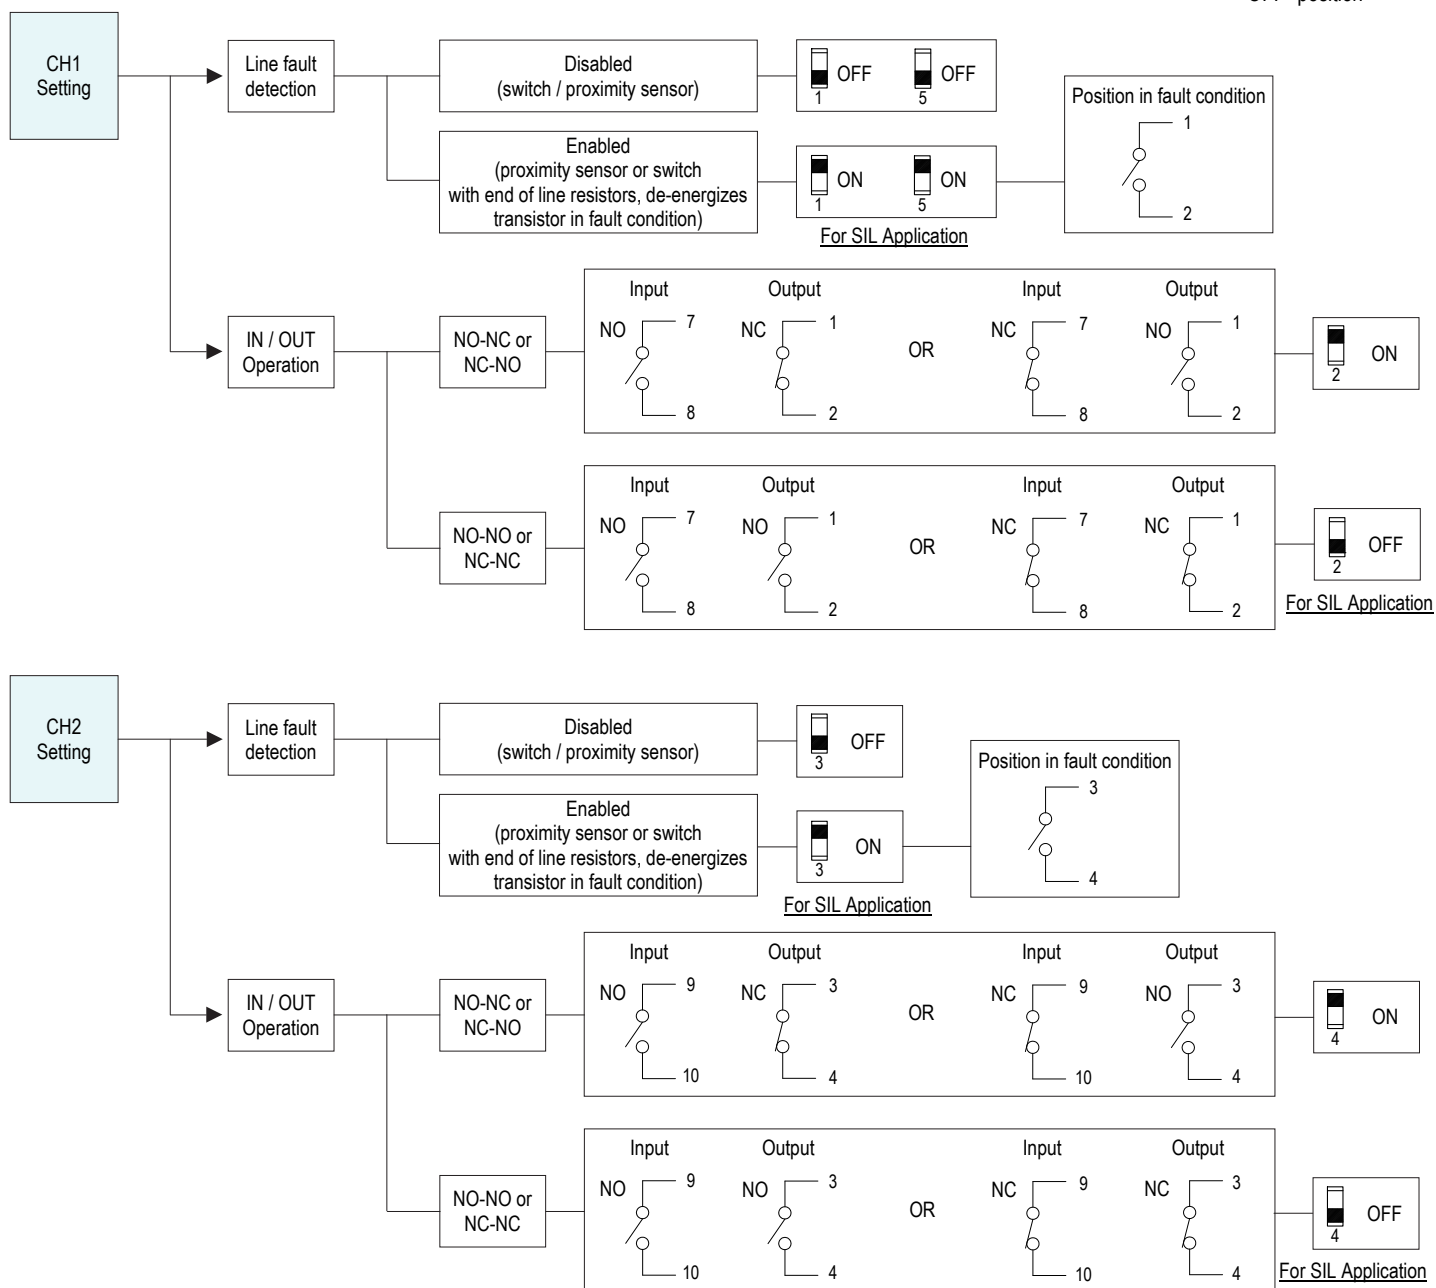 CH1
Setting
Line fault
detection
Disabled
(switch / proximity sensor)
1
OFF
5
OFF
Enabled
(proximity sensor or switch
with end of line resistors, de-energizes
transistor in fault condition)
1
ON
5
ON
For SIL Application
Position in fault condition
1
2
IN / OUT
Operation
NO-NC or
NC-NO
Input
Output
Input
Output
NO
7
8
NC
1
2
OR
NC
7
8
NO
1
2
2
ON
NO-NO or
NC-NC
Input
Output
Input
Output
NO
7
8
NO
1
2
OR
NC
7
8
NC
1
2
2
OFF
For SIL Application
CH2
Setting
Line fault
detection
Disabled
(switch / proximity sensor)
3
OFF
Enabled
(proximity sensor or switch
with end of line resistors, de-energizes
transistor in fault condition)
3
ON
For SIL Application
Position in fault condition
3
4
IN / OUT
Operation
NO-NC or
NC-NO
Input
Output
Input
Output
NO
9
10
NC
3
4
OR
NC
9
10
NO
3
4
4
ON
NO-NO or
NC-NC
Input
Output
Input
Output
NO
9
10
NO
3
4
OR
NC
9
10
NC
3
4
4
OFF
For SIL Application